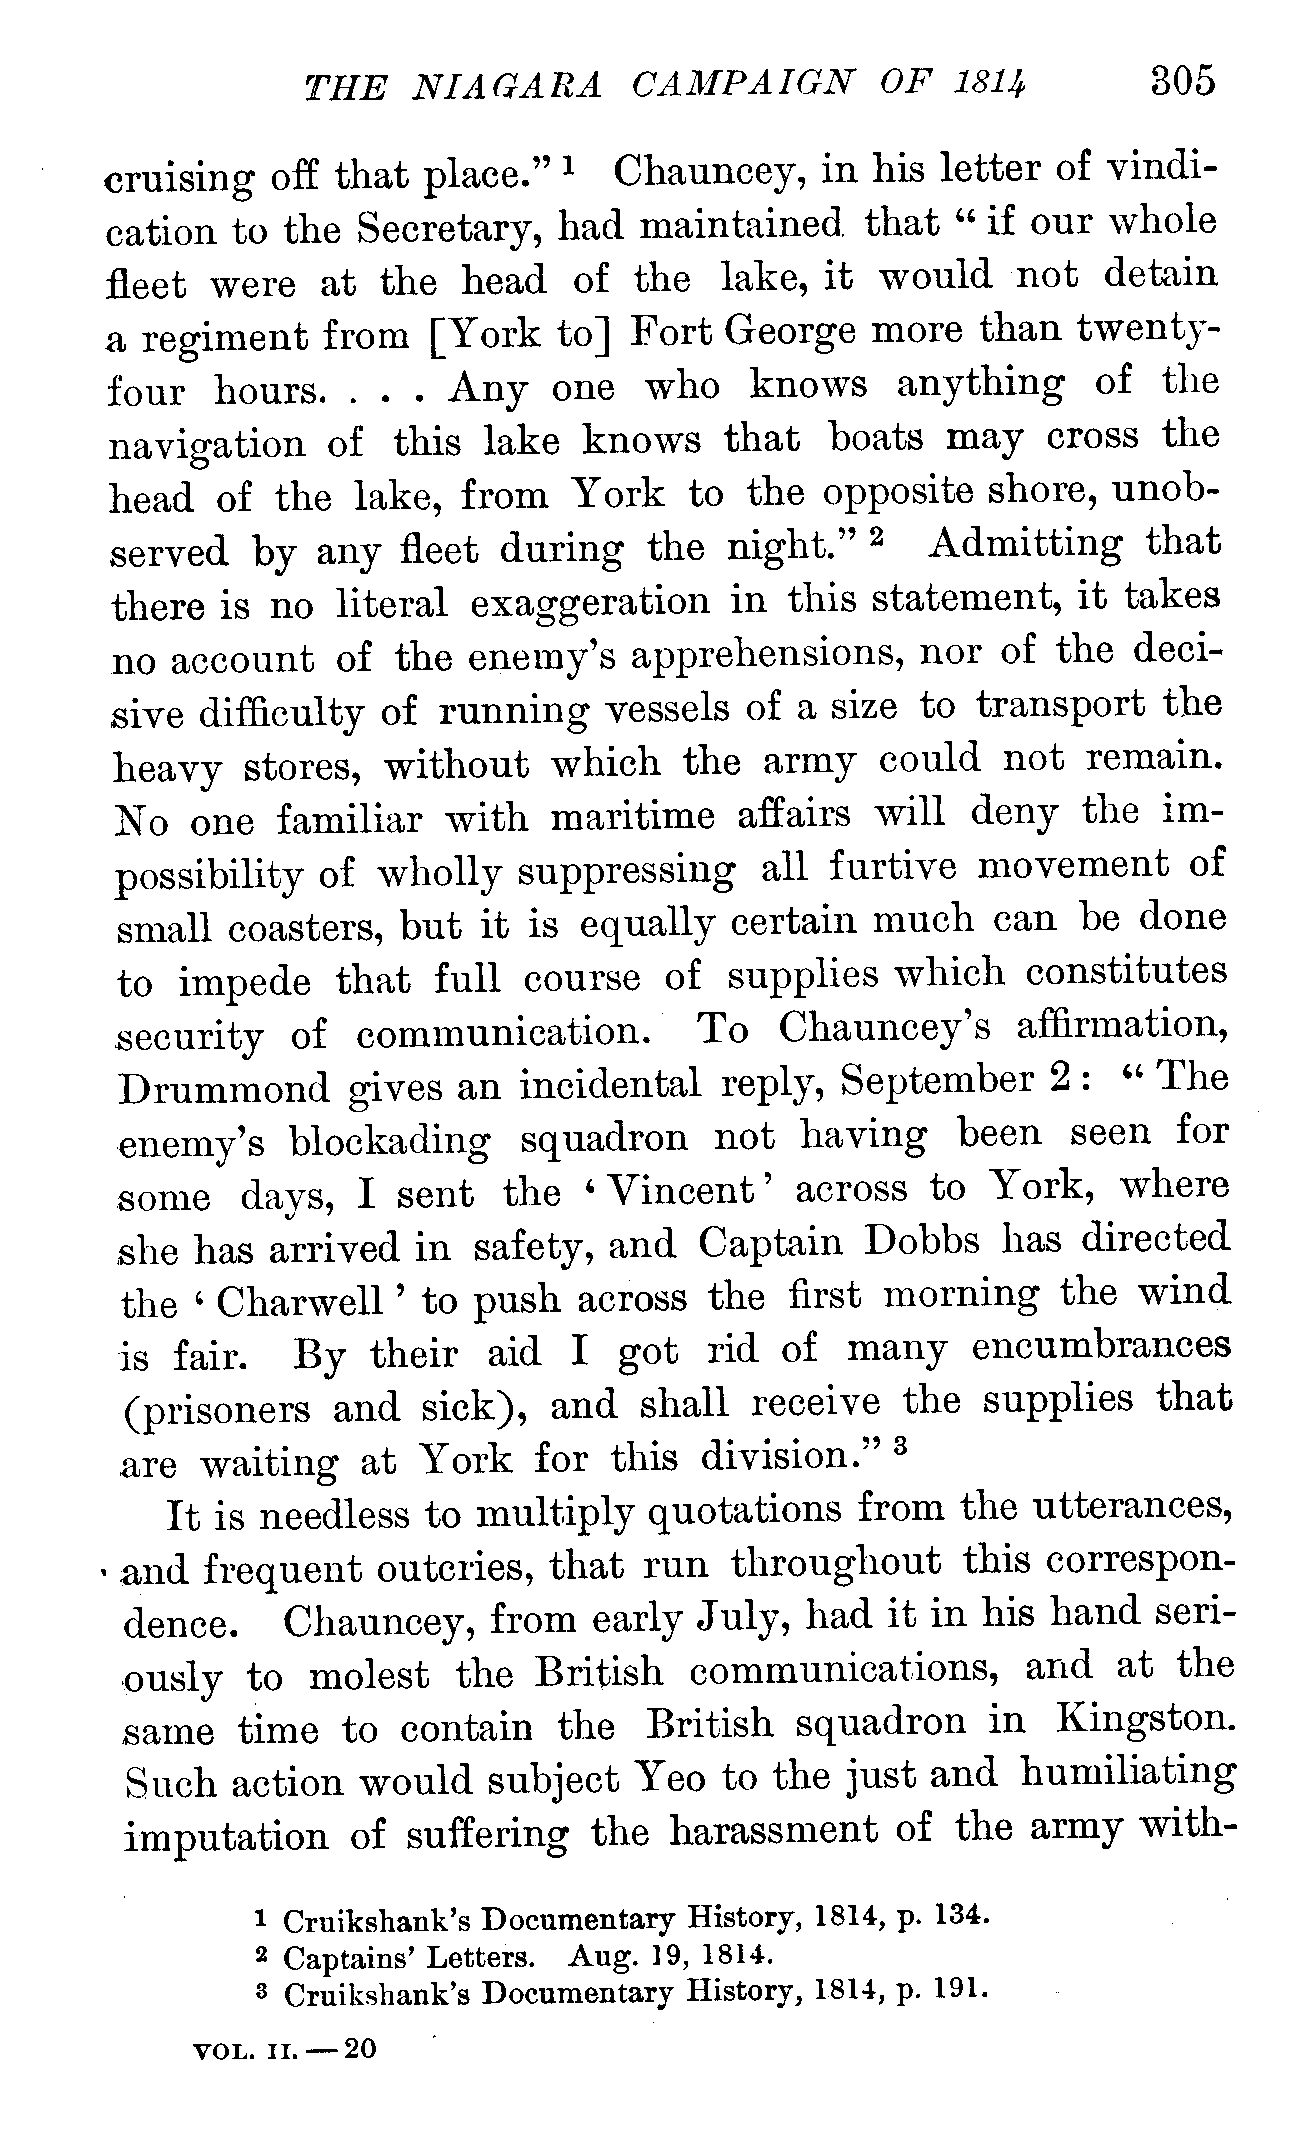 THE NIAGARA CAMPAIGN OF 1814 305
cruising off that place." 1 Chauncey, in his letter of vindi-
cation to the Secretary, had maintained that "if our whole
fleet were at the head of the lake, it would not detain
a regiment from [York to] Fort George more than twenty-
four hours. . . . Any one who knows anything of the
navigation of this lake knows that boats may cross the
head of the lake, from York to the opposite shore, unob-
served by any fleet during the night." 2 Admitting that
there is no literal exaggeration in this statement, it takes
no account of the enemy's apprehensions, nor of the deci-
sive difficulty of running vessels of a size to transport the
heavy stores, without which the army could not remain.
No one familiar with maritime affairs will deny the im-
possibility of wholly suppressing all furtive movement of
small coasters, but it is equally certain much can be done
to impede that full course of supplies which constitutes
security of communication. To Chauncey's affirmation,
Drummond gives an incidental reply, September 2: "The
enemy's blockading squadron not having been seen for
some days, I sent the 'Vincent' across to York, where
she has arrived in safety, and Captain Dobbs has directed
the 'Charwell' to push across the first morning the wind
is fair. By their aid I got rid of many encumbrances
(prisoners and sick), and shall receive the supplies that
are waiting at York for this division." 3
It is needless to multiply quotations from the utterances,
and frequent outcries, that run throughout this correspon-
dence. Chauncey, from early July, had it in his hand seri-
ously to molest the British communications, and at the
same time to contain the British squadron in Kingston.
Such action would subject Yeo to the just and humiliating
imputation of suffering the harassment of the army with-
1 Cruikshank's Documentary History, 1814, p. 134.
2 Captains' Letters. Aug. 19, 1814.
3 Cruikshank's Documentary History, 1814, p. 191.
VOL. II. — 20